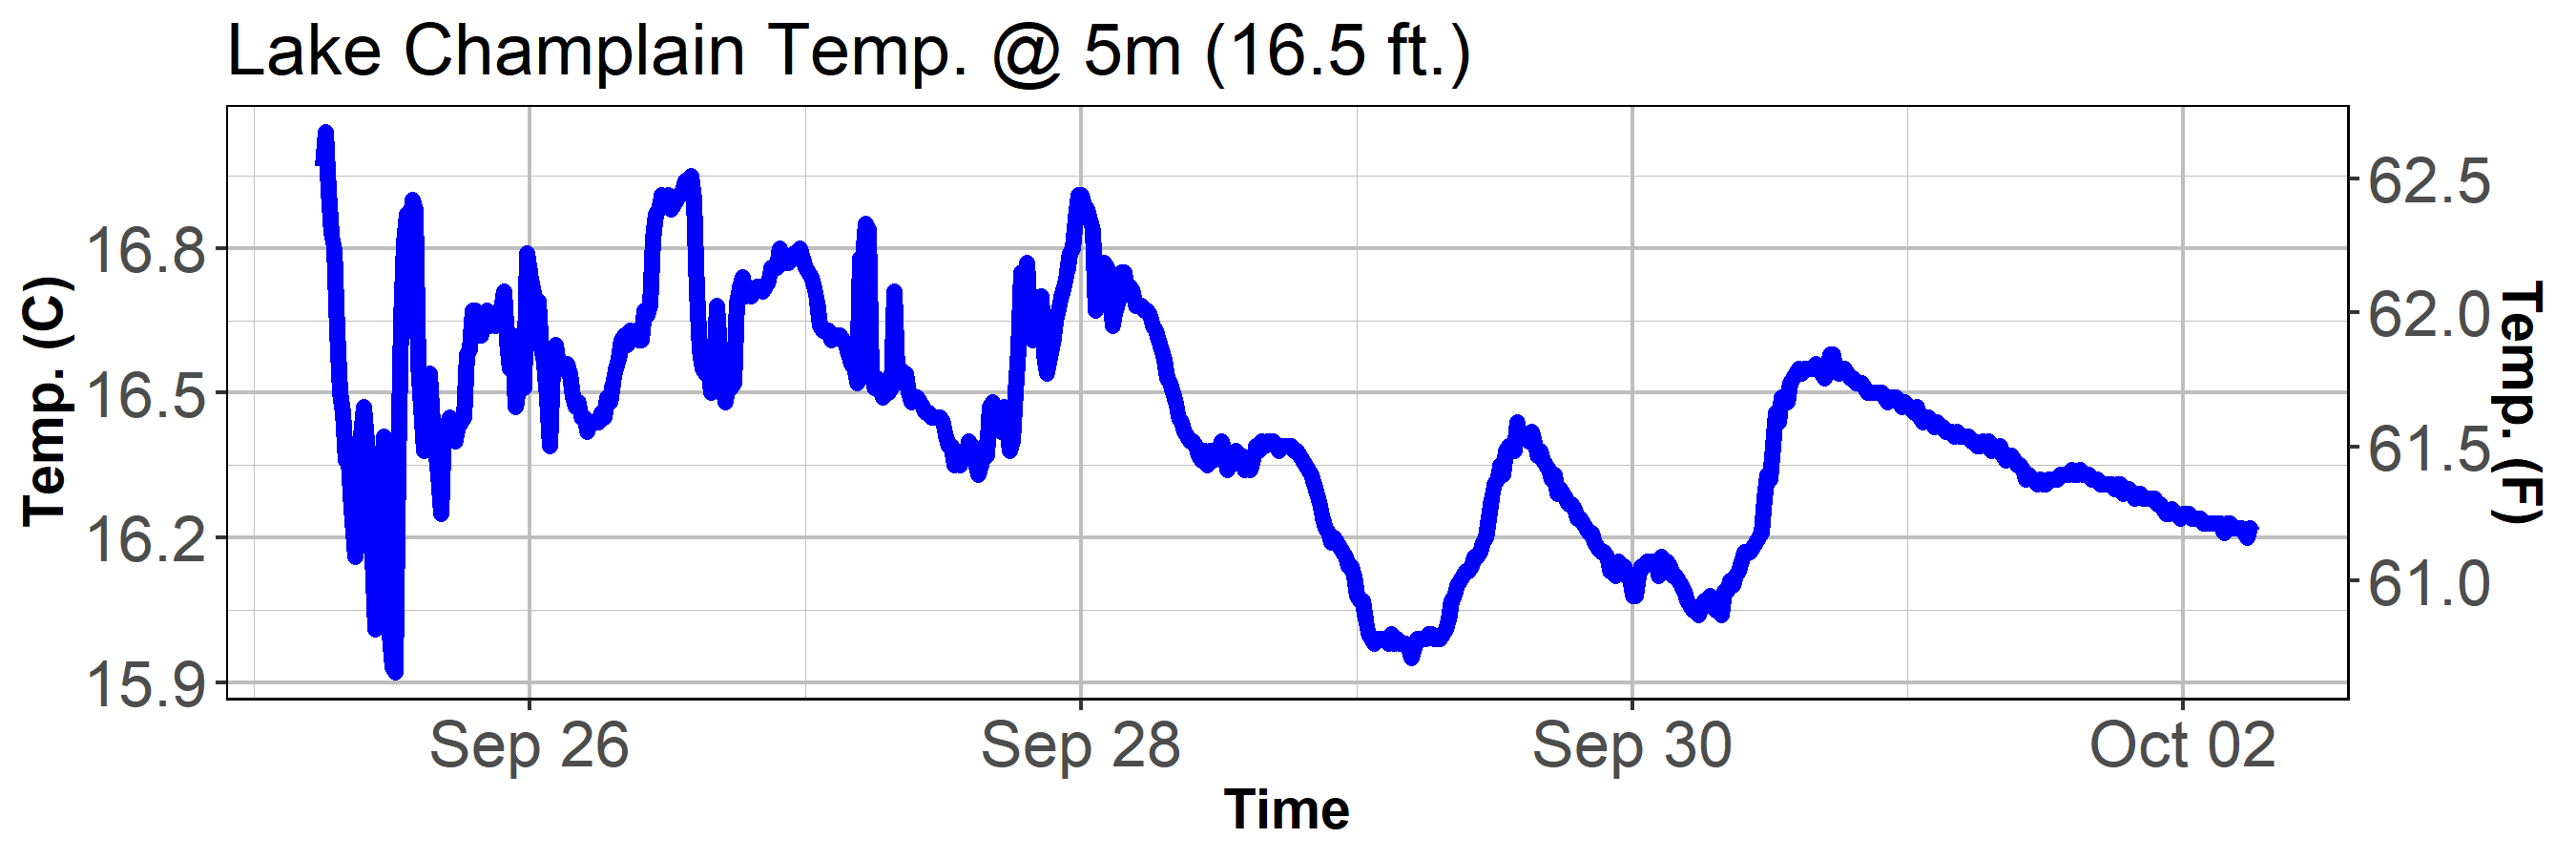 Lake Champlain Temp. @ 5m (16.5 ft.)
Temp. (C)
16.8
16.5
16.2
15.9
62.5
62.0
61.5
61.0
Temp. (F)
Sep 26
Sep 28
Sep 30
Oct 02
Time